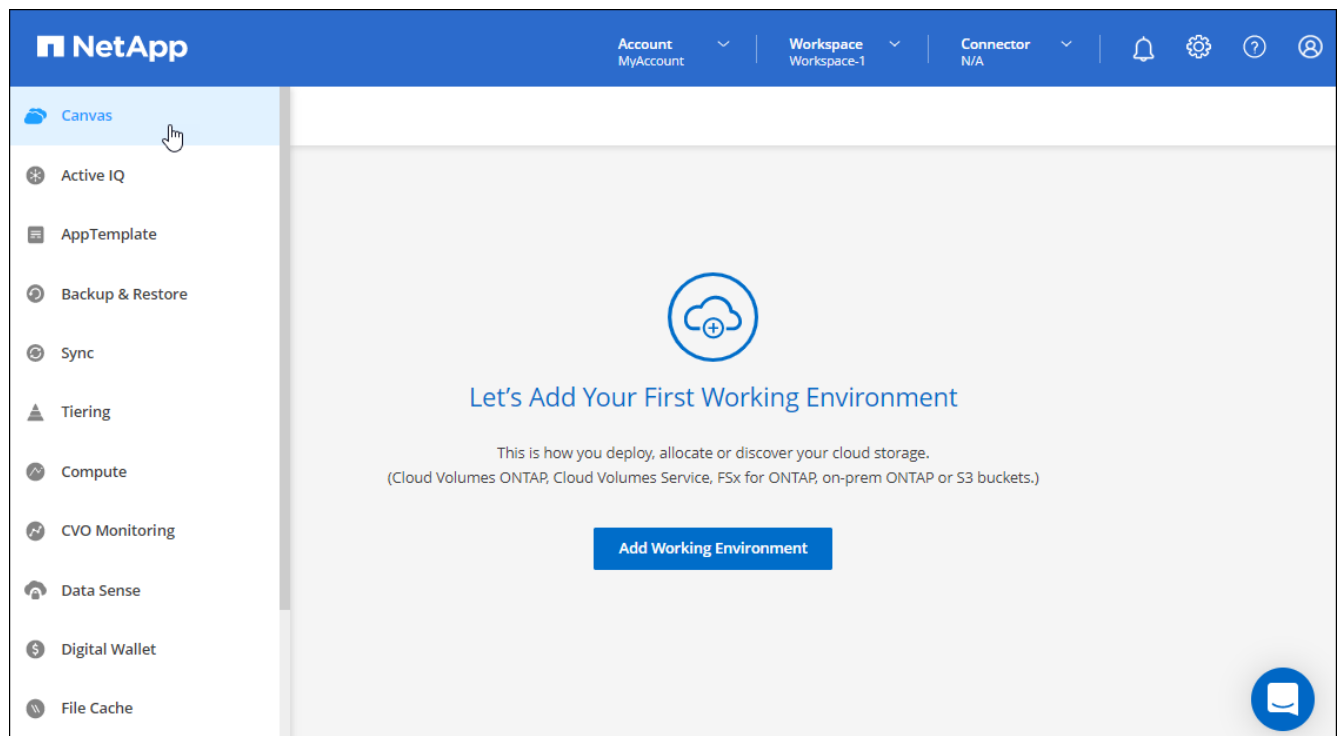 NetApp
Account
MyAccount
Workspace
Workspace-1
Connector
N/A
Canvas
Active IQ
AppTemplate
Backup & Restore
Sync
Tiering
Compute
CVO Monitoring
Data Sense
Digital Wallet
File Cache
Let's Add Your First Working Environment
This is how you deploy, allocate or discover your cloud storage.
(Cloud Volumes ONTAP, Cloud Volumes Service, FSx for ONTAP, on-prem ONTAP or S3 buckets.)
Add Working Environment